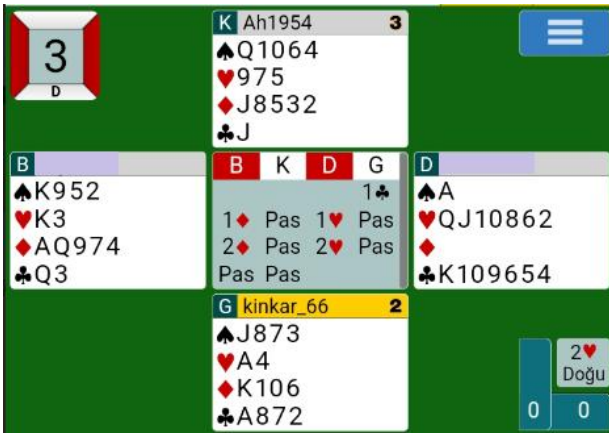 3
D
K Ah1954 3
♠Q1064
♥975
♦J8532
♣J
B
♠K952
♥K3
♦AQ974
♣Q3
B K D G
1♣
1♦ Pas 1♥ Pas
2♦ Pas 2♥ Pas
Pas Pas
D
♠A
♥QJ10862
♦
♣K109654
G kinkar_66 2
♠J873
♥A4
♦K106
♣A872
2♥
Doğu
0 0